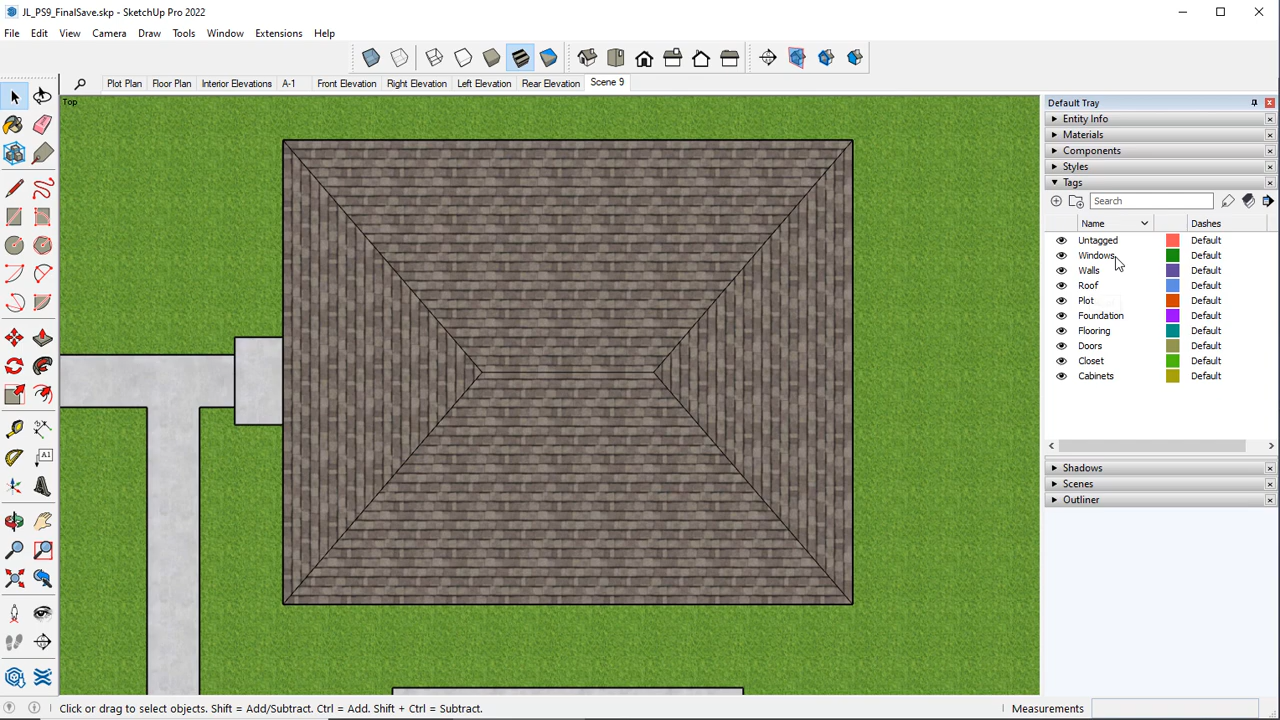 JL_PS9_FinalSave.skp - SketchUp Pro 2022
File Edit View Camera Draw Tools Window Extensions Help
Plot Plan Floor Plan Interior Elevations A-1 Front Elevation Right Elevation Left Elevation Rear Elevation Scene 9
Top
Default Tray
Entity Info
Materials
Components
Styles
Tags
Search
Name Dashes
Untagged Default
Windows Default
Walls Default
Roof Default
Plot Default
Foundation Default
Flooring Default
Doors Default
Closet Default
Cabinets Default
Shadows
Scenes
Outliner
A1
Click or drag to select objects. Shift = Add/Subtract. Ctrl = Add. Shift + Ctrl = Subtract.
Measurements